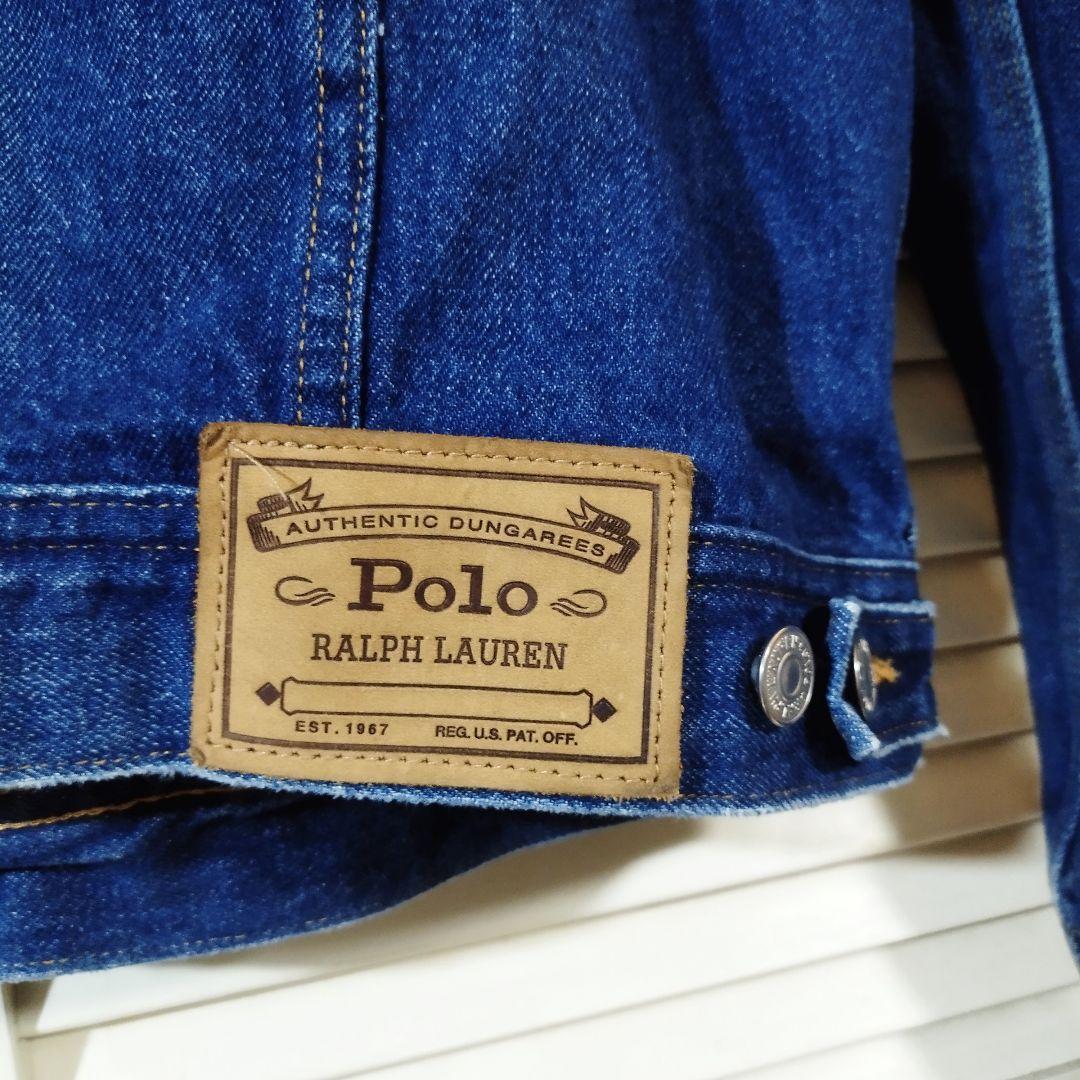 AUTHENTIC DUNGAREES
Polo
RALPH LAUREN
EST. 1967 REG. U.S. PAT. OFF.